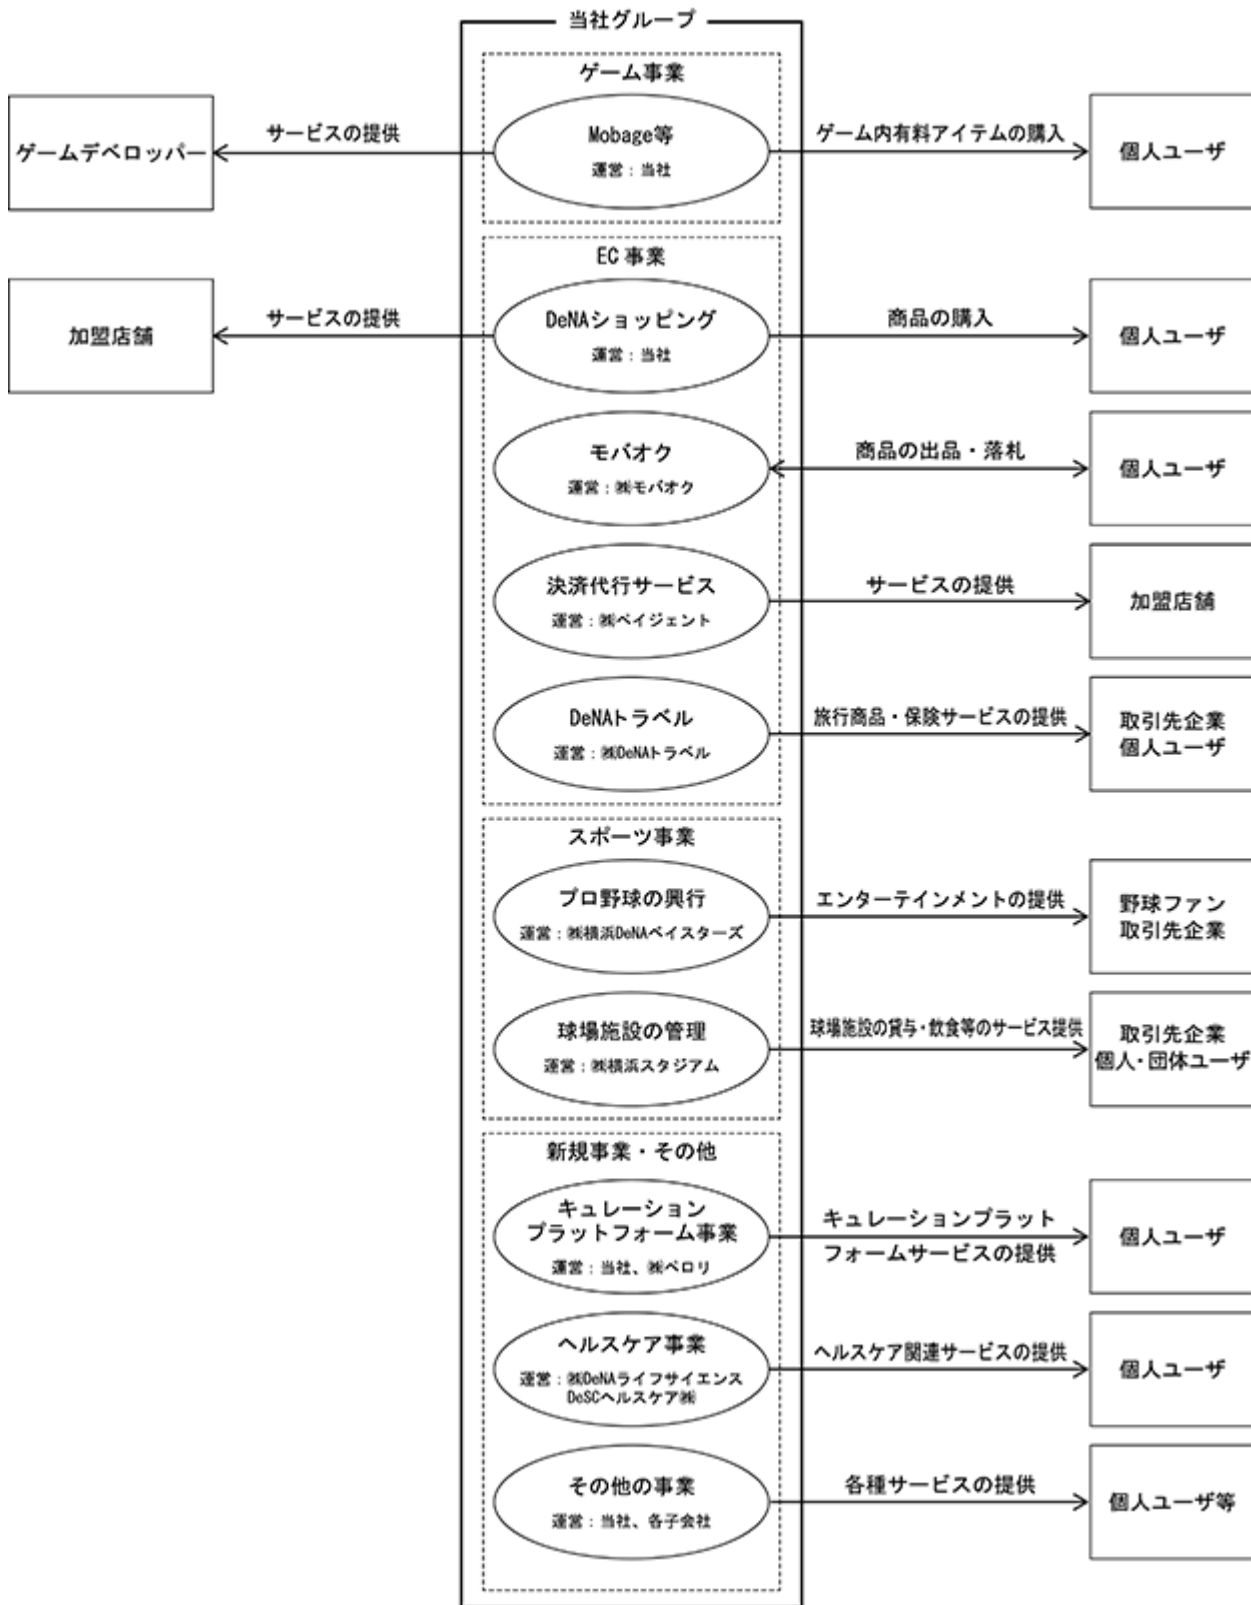 当社グループ
ゲーム事業
ゲームデベロッパー
サービスの提供
Mobage等
運営：当社
ゲーム内有料アイテムの購入
個人ユーザ
EC事業
加盟店舗
サービスの提供
DeNAショッピング
運営：当社
商品の購入
個人ユーザ
モバオク
運営：㈱モバオク
商品の出品・落札
個人ユーザ
決済代行サービス
運営：㈱ペイジェント
サービスの提供
加盟店舗
DeNAトラベル
運営：㈱DeNAトラベル
旅行商品・保険サービスの提供
取引先企業
個人ユーザ
スポーツ事業
プロ野球の興行
運営：㈱横浜DeNAベイスターズ
エンターテインメントの提供
野球ファン
取引先企業
球場施設の管理
運営：㈱横浜スタジアム
球場施設の貸与・飲食等のサービス提供
取引先企業
個人・団体ユーザ
新規事業・その他
キュレーション
プラットフォーム事業
運営：当社、㈱ペロリ
キュレーションプラット
フォームサービスの提供
個人ユーザ
ヘルスケア事業
運営：㈱DeNAライフサイエンス
DeSCヘルスケア㈱
ヘルスケア関連サービスの提供
個人ユーザ
その他の事業
運営：当社、各子会社
各種サービスの提供
個人ユーザ等